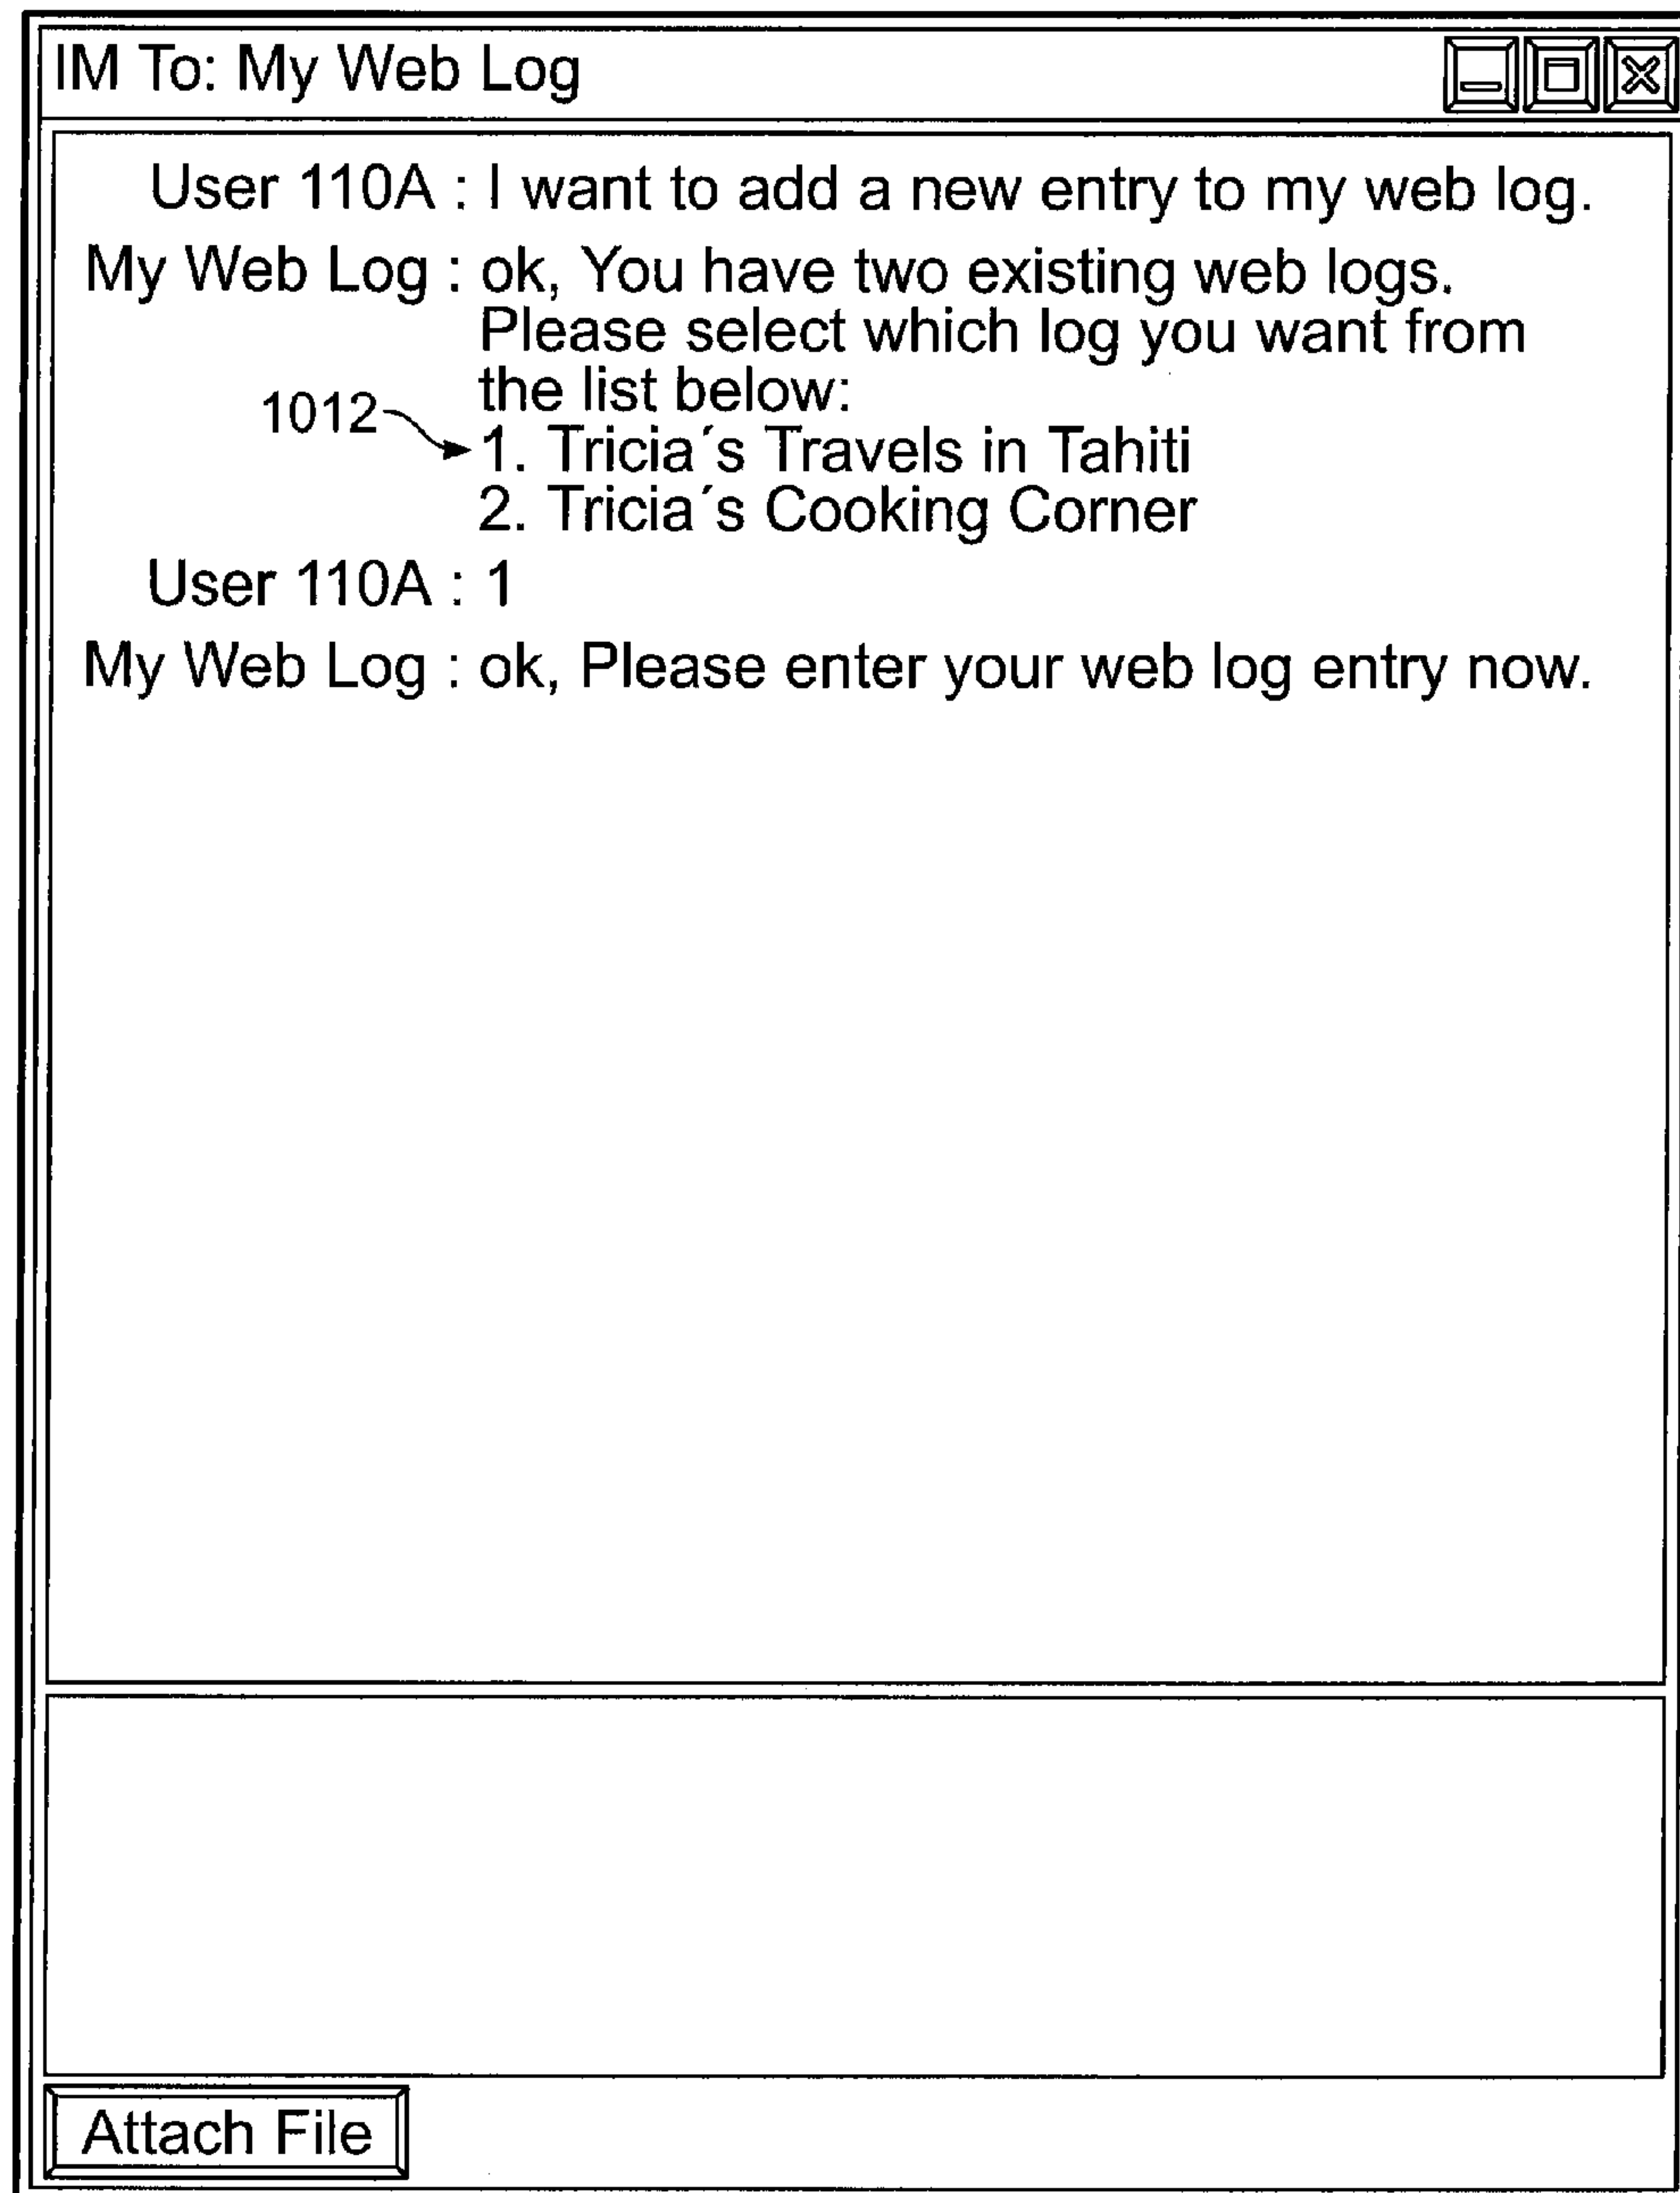 IM To: My Web Log
User 110A : I want to add a new entry to my web log.
My Web Log : ok, You have two existing web logs.
Please select which log you want from
the list below:
1012
1. Tricia´s Travels in Tahiti
2. Tricia´s Cooking Corner
User 110A : 1
My Web Log : ok, Please enter your web log entry now.
Attach File